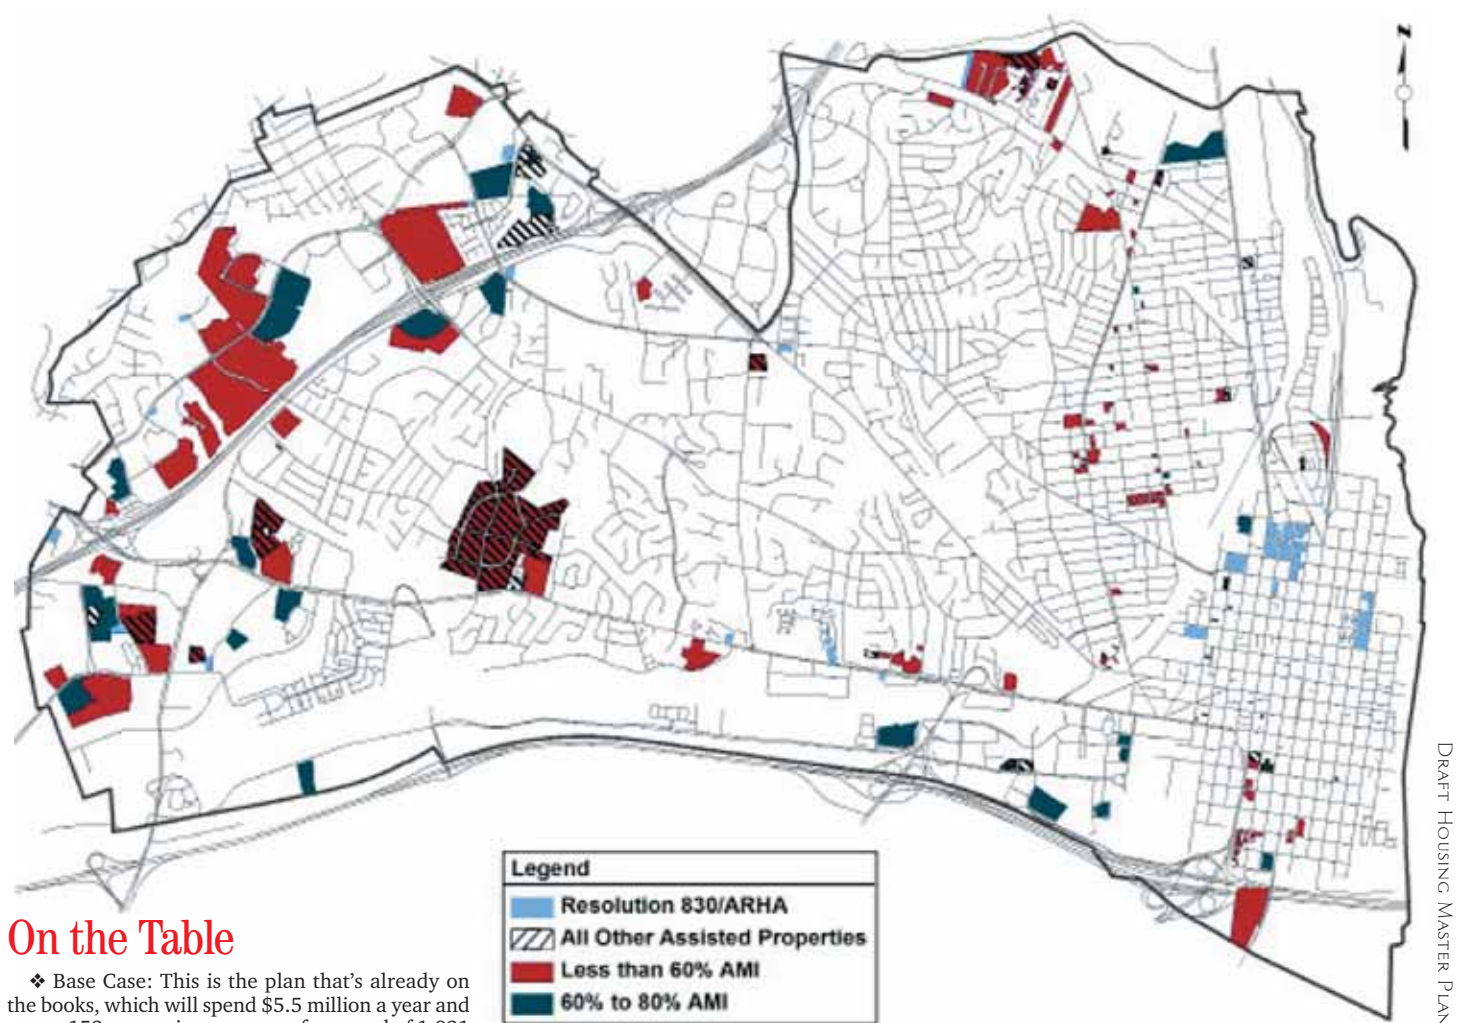 N
Legend
Resolution 830/ARHA
All Other Assisted Properties
Less than 60% AMI
60% to 80% AMI
DRAFT HOUSING MASTER PLAN
On the Table
❖ Base Case: This is the plan that's already on
the books, which will spend $5.5 million a year and